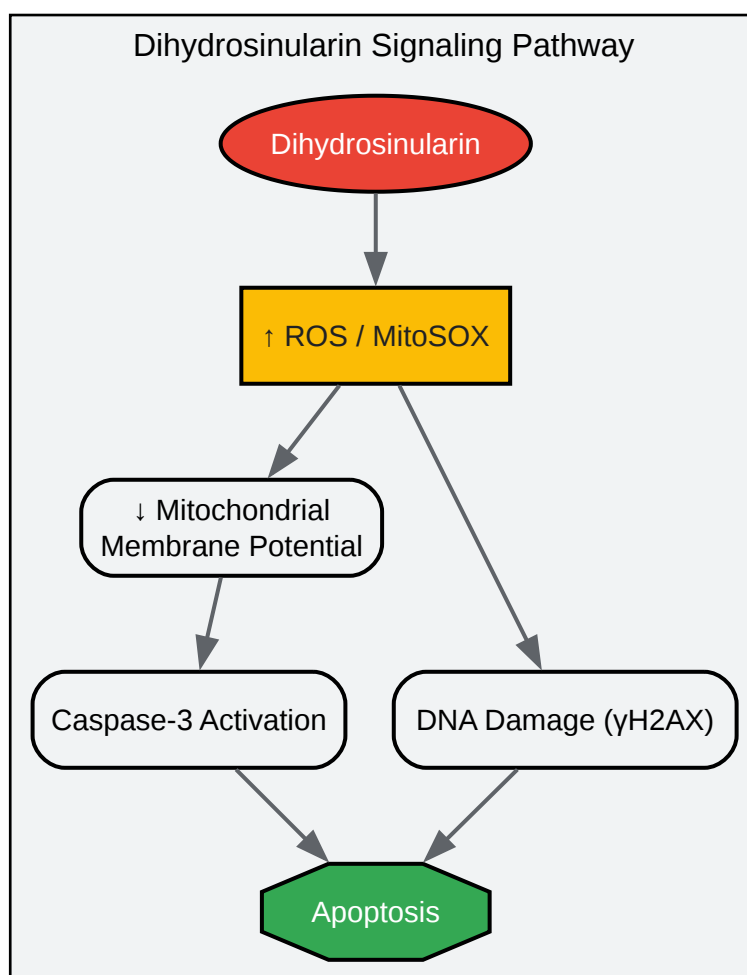 Dihydrosinularin Signaling Pathway
Dihydrosinularin
↑ ROS / MitoSOX
↓ Mitochondrial
Membrane Potential
Caspase-3 Activation
DNA Damage (γH2AX)
Apoptosis